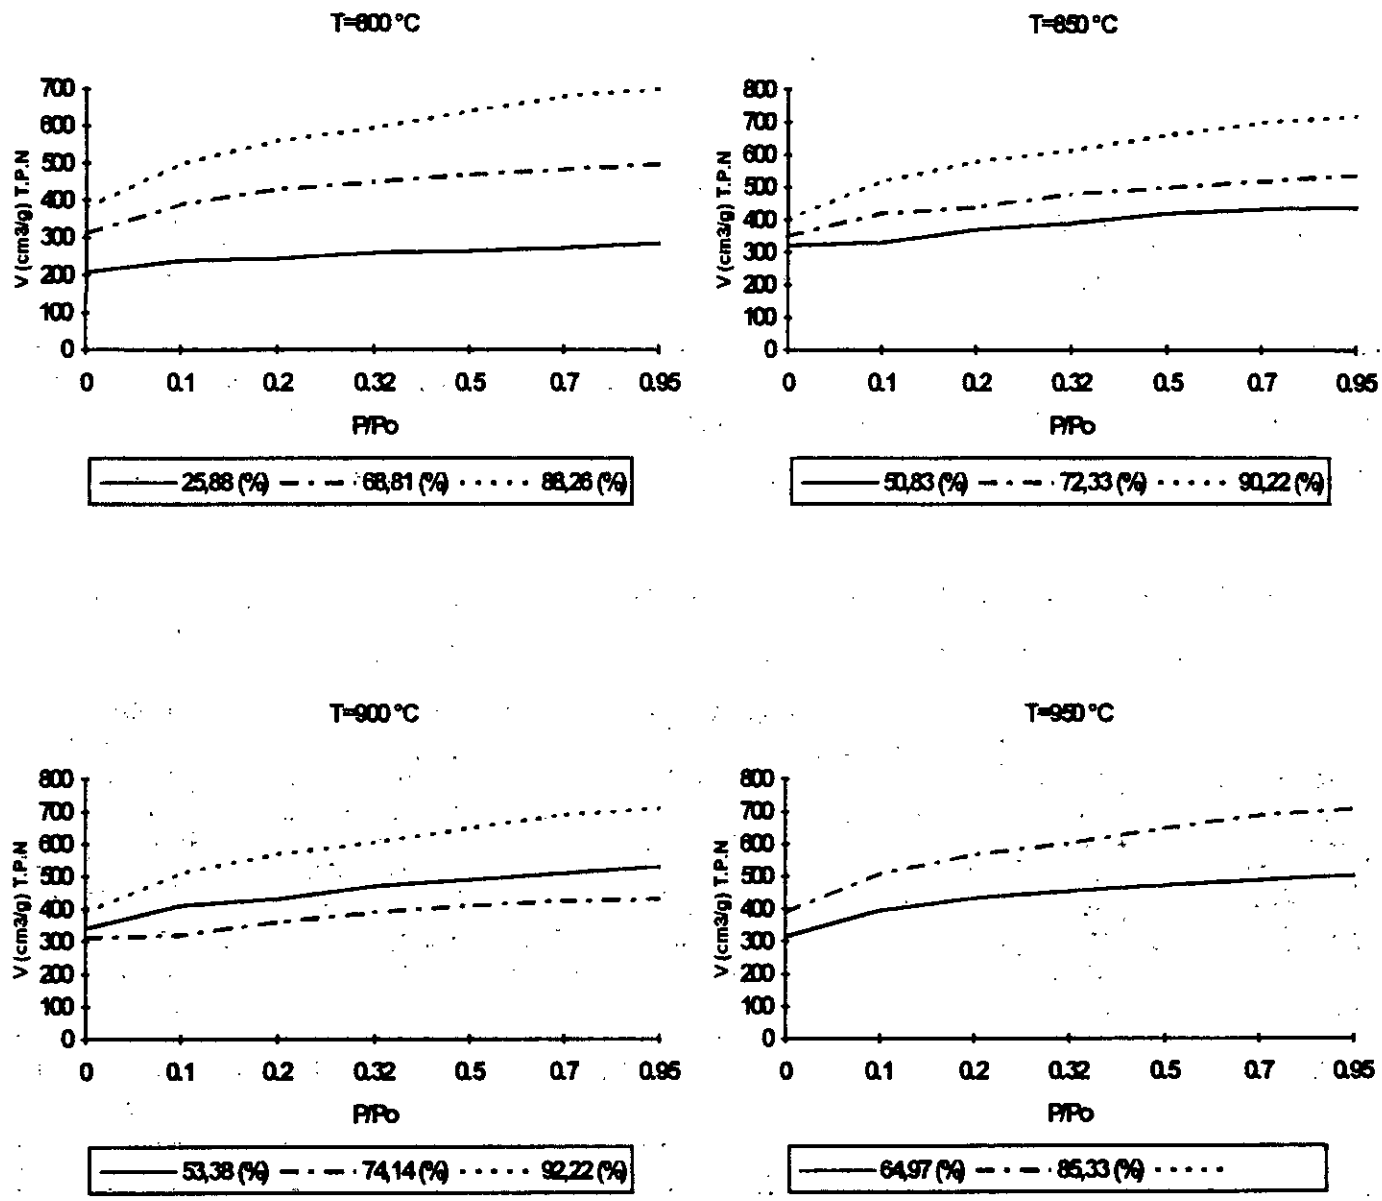 T=800 °C
V (cm3/g) T.P.N
700
600
500
400
300
200
100
0
0 0.1 0.2 0.32 0.5 0.7 0.95
P/Po
25,88 (%) 68,81 (%) 88,26 (%)
T=850 °C
V (cm3/g) T.P.N
800
700
600
500
400
300
200
100
0
0 0.1 0.2 0.32 0.5 0.7 0.95
P/Po
50,83 (%) 72,33 (%) 90,22 (%)
T=900 °C
V (cm3/g) T.P.N
800
700
600
500
400
300
200
100
0
0 0.1 0.2 0.32 0.5 0.7 0.95
P/Po
53,38 (%) 74,14 (%) 92,22 (%)
T=950 °C
V (cm3/g) T.P.N
800
700
600
500
400
300
200
100
0
0 0.1 0.2 0.32 0.5 0.7 0.95
P/Po
64,97 (%) 85,33 (%)